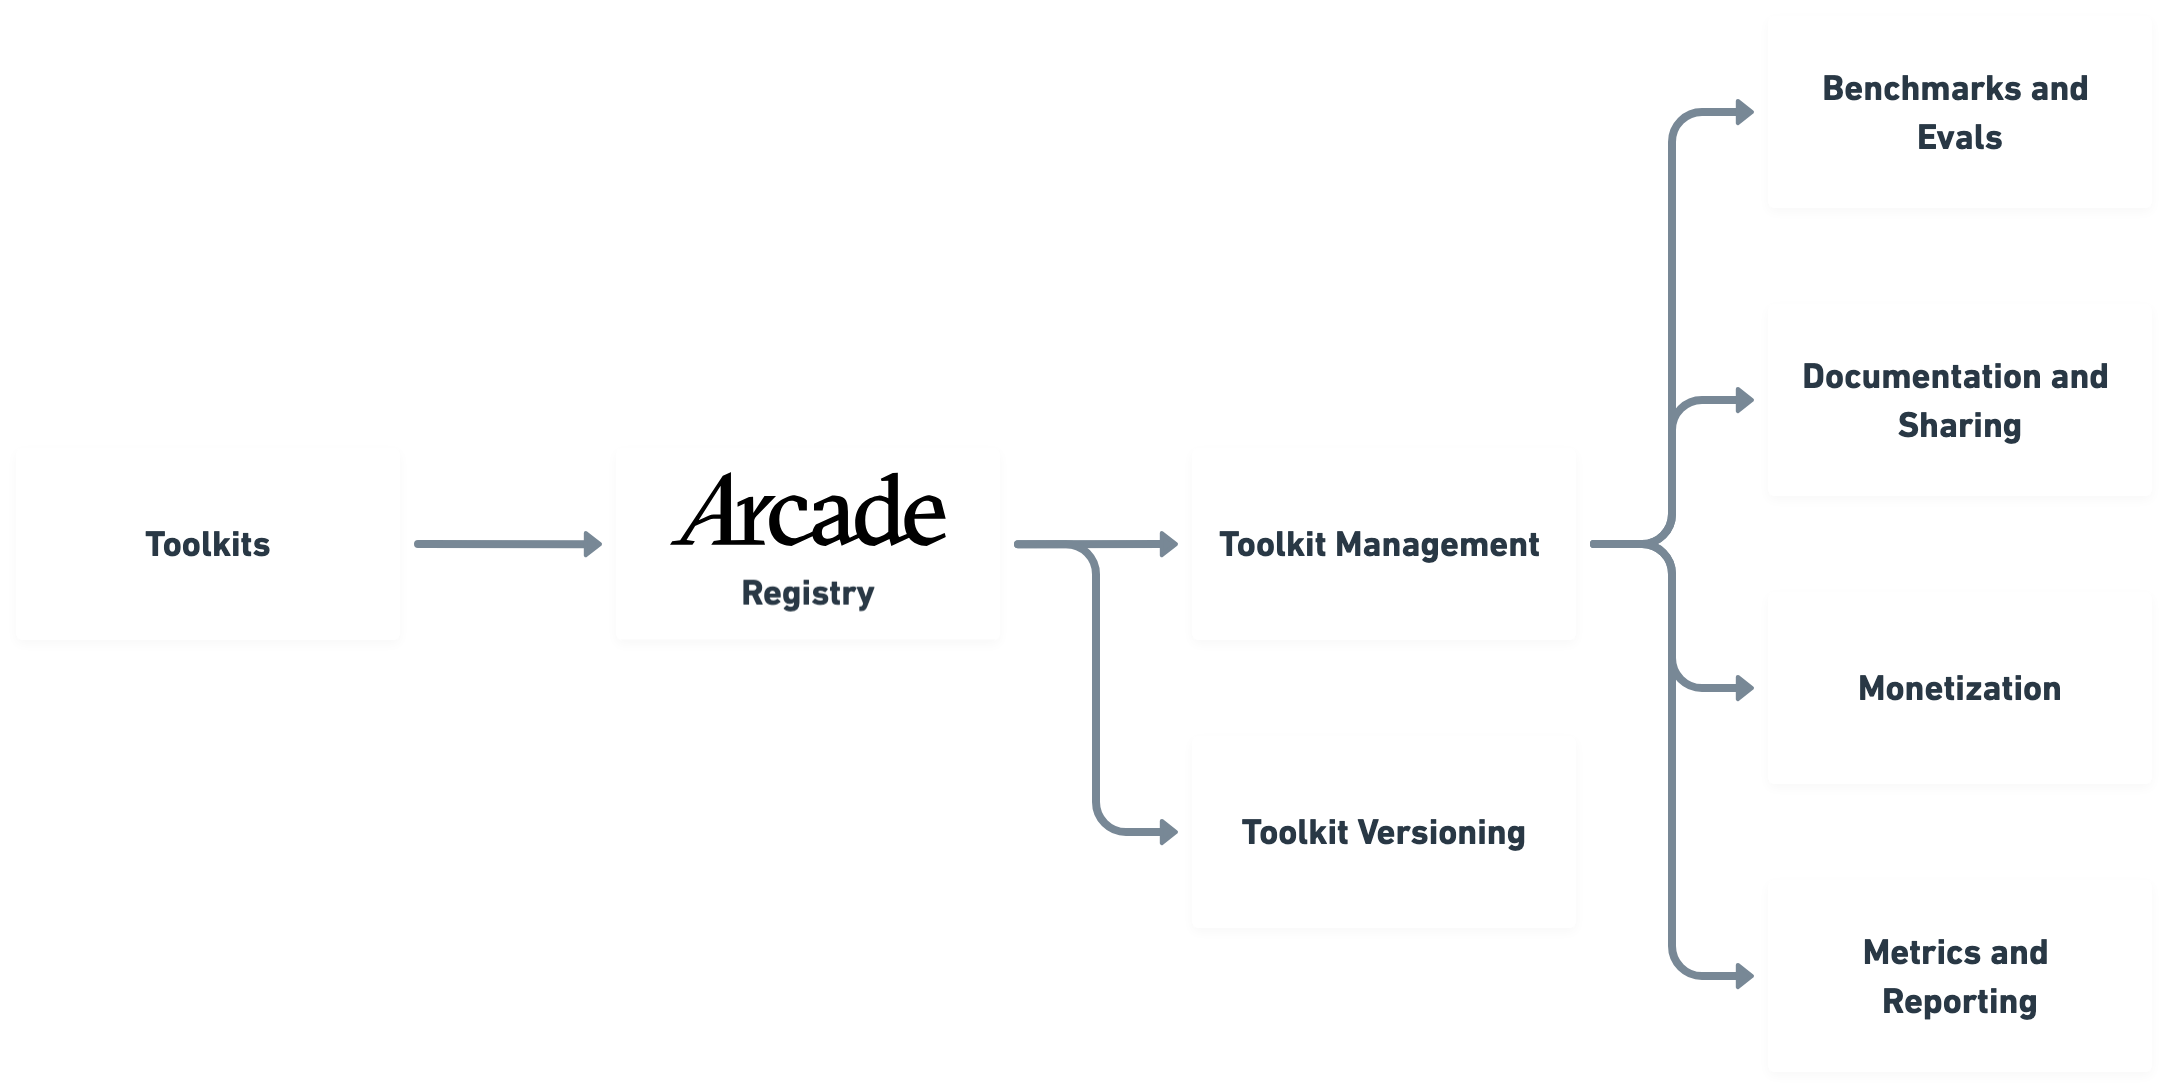 Toolkits
Arcade
Registry
Toolkit Management
Toolkit Versioning
Benchmarks and
Evals
Documentation and
Sharing
Monetization
Metrics and
Reporting